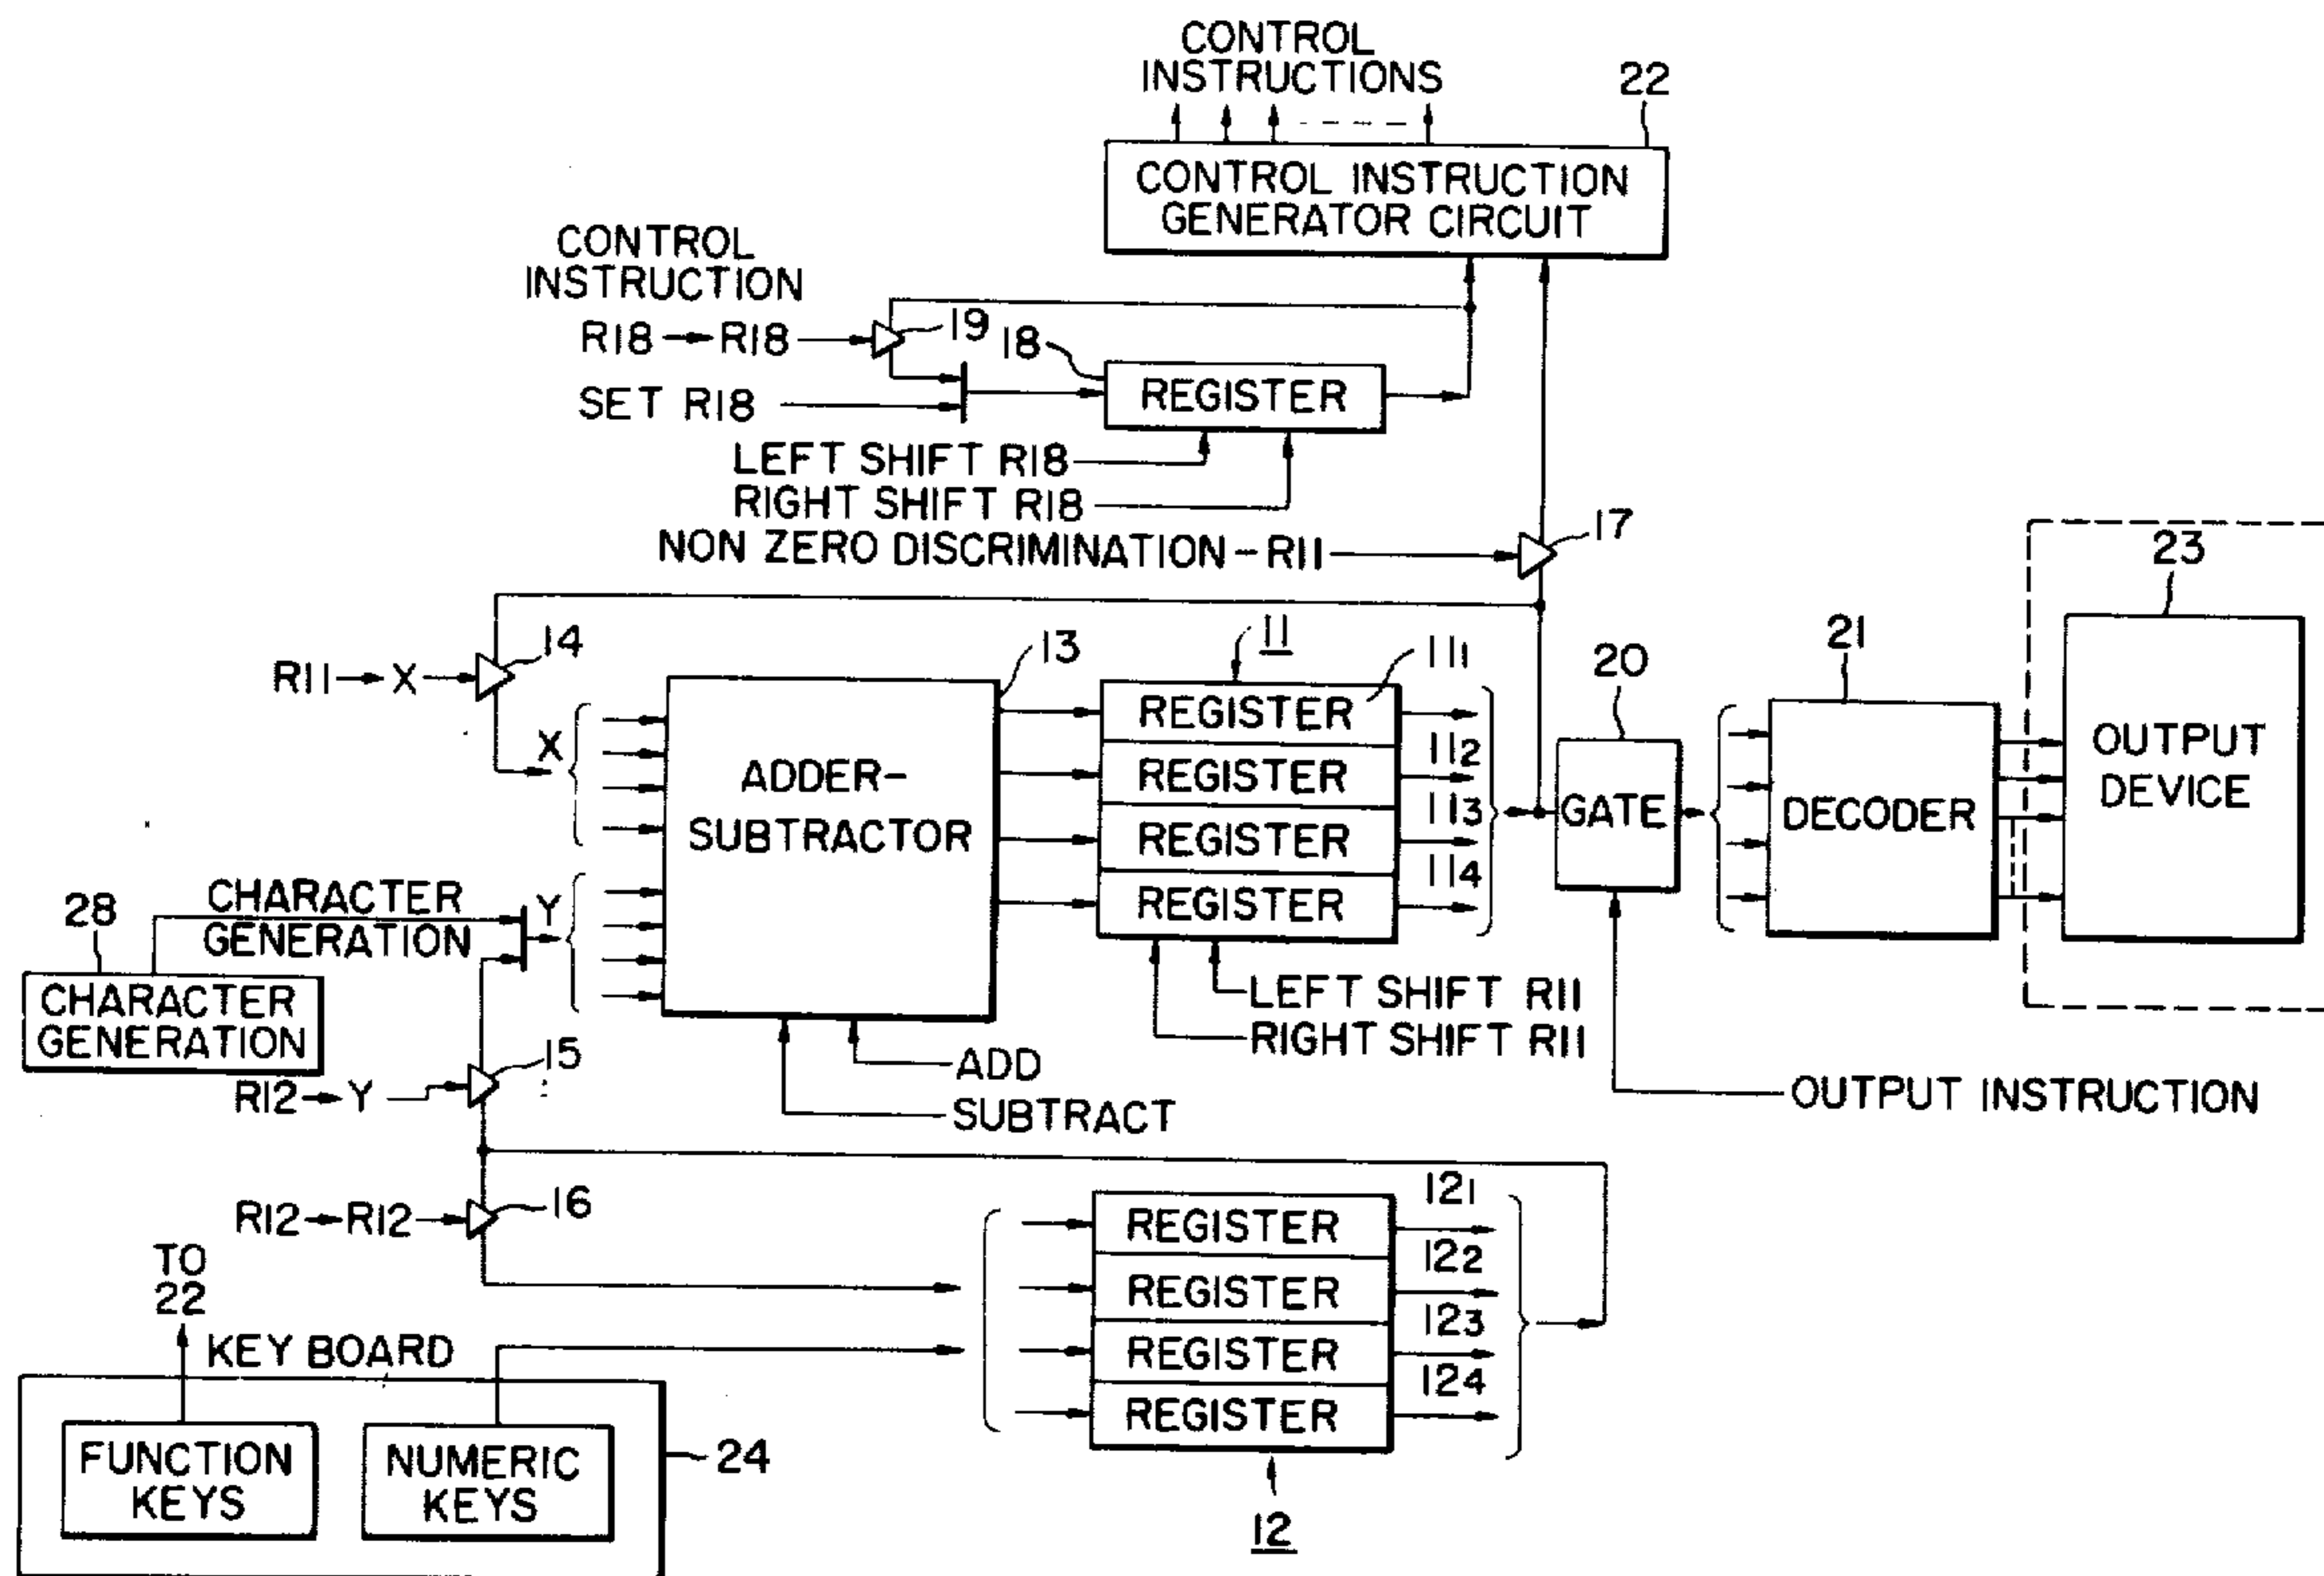 CONTROL
INSTRUCTIONS
22
CONTROL INSTRUCTION
GENERATOR CIRCUIT
CONTROL
INSTRUCTION
R18 → R18
19
18
SET R18
REGISTER
LEFT SHIFT R18
RIGHT SHIFT R18
NON ZERO DISCRIMINATION - R11
17
23
R11 → X
14
13
11
11₁
20
21
X
ADDER-
SUBTRACTOR
REGISTER
11₂
REGISTER
11₃
REGISTER
11₄
REGISTER
GATE
DECODER
OUTPUT
DEVICE
28
CHARACTER
GENERATION
Y
CHARACTER
GENERATION
LEFT SHIFT R11
RIGHT SHIFT R11
15
R12 → Y
ADD
SUBTRACT
OUTPUT INSTRUCTION
R12 → R12
16
12₁
REGISTER
12₂
REGISTER
12₃
REGISTER
12₄
REGISTER
12
TO
22
KEY BOARD
FUNCTION
KEYS
NUMERIC
KEYS
24